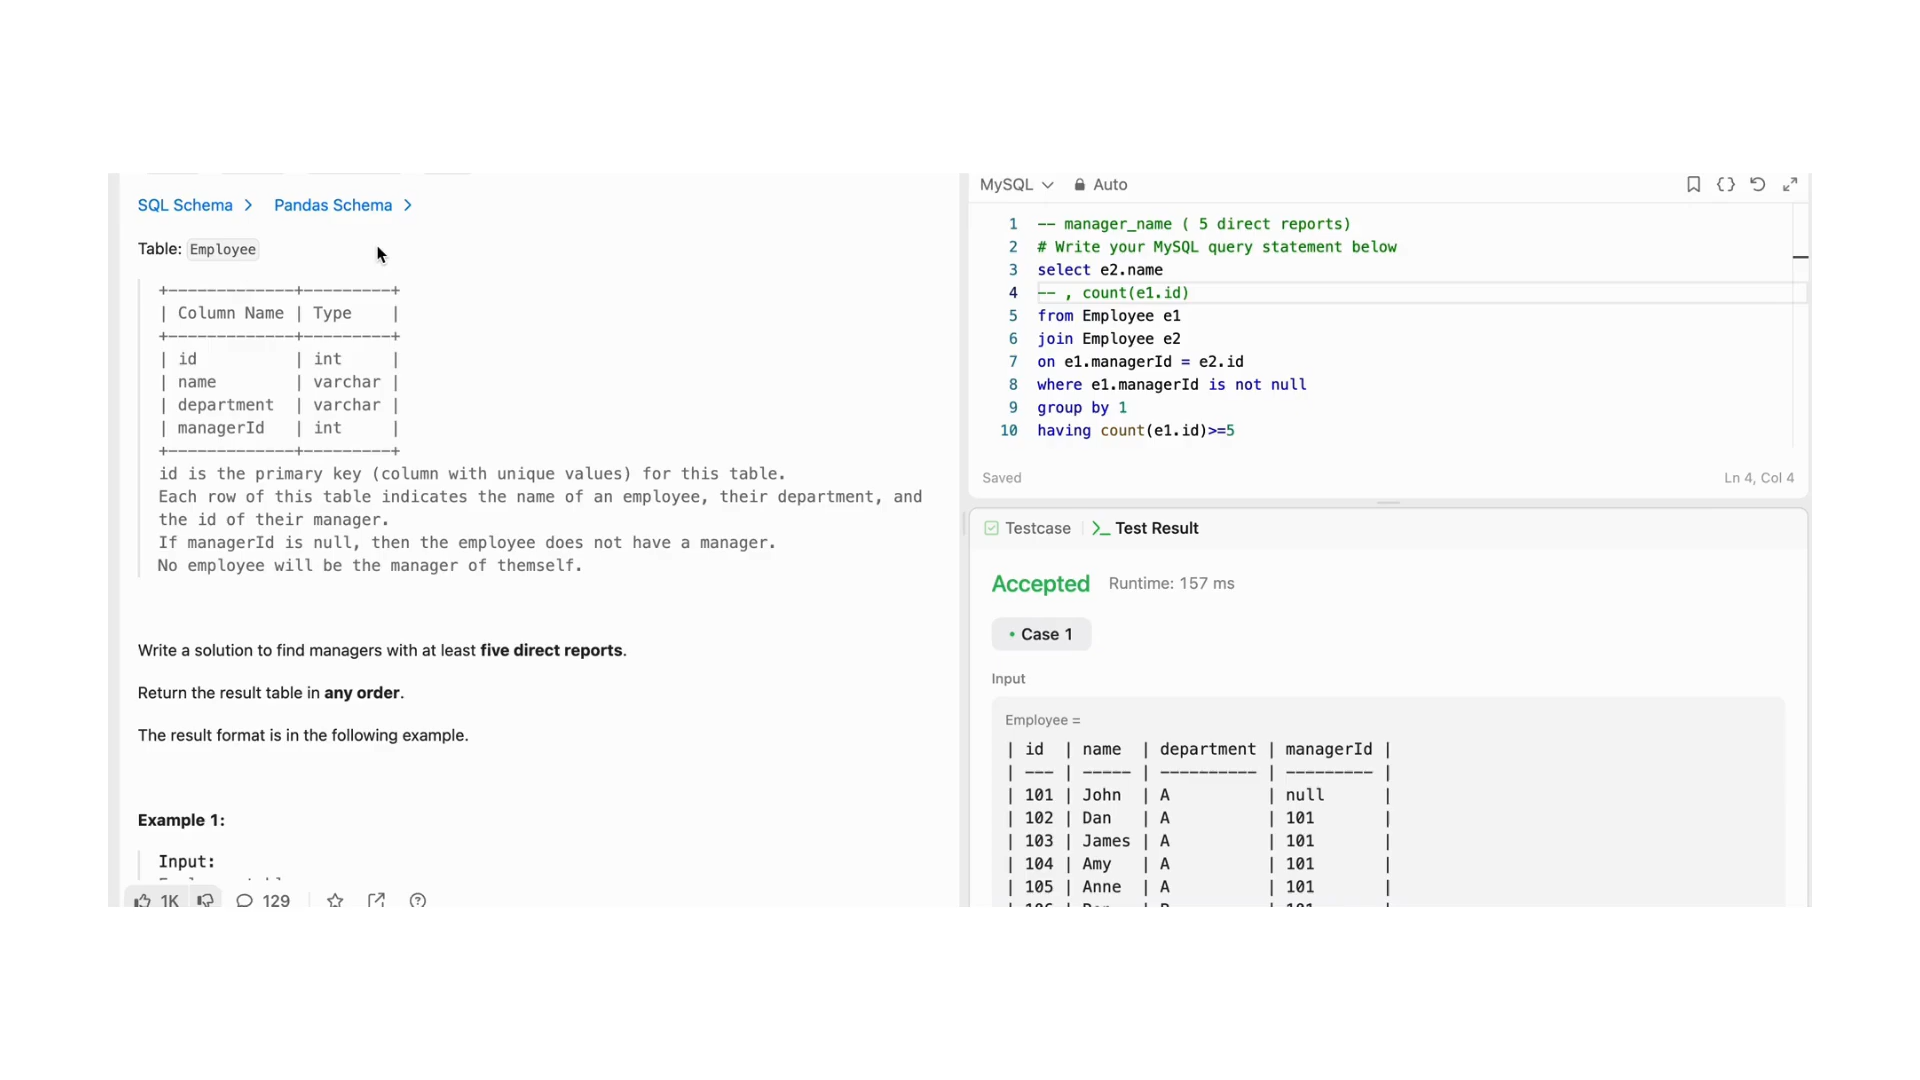 SQL Schema > Pandas Schema >
Table: Employee
+-------------+---------+
| Column Name | Type    |
+-------------+---------+
| id          | int     |
| name        | varchar |
| department  | varchar |
| managerId   | int     |
+-------------+---------+
id is the primary key (column with unique values) for this table.
Each row of this table indicates the name of an employee, their department, and
the id of their manager.
If managerId is null, then the employee does not have a manager.
No employee will be the manager of themself.
Write a solution to find managers with at least five direct reports.
Return the result table in any order.
The result format is in the following example.
Example 1:
Input:
1K 129
MySQL Auto
1 -- manager_name ( 5 direct reports)
2 # Write your MySQL query statement below
3 select e2.name
4 -- , count(e1.id)
5 from Employee e1
6 join Employee e2
7 on e1.managerId = e2.id
8 where e1.managerId is not null
9 group by 1
10 having count(e1.id)>=5
Saved Ln 4, Col 4
Testcase >_ Test Result
Accepted Runtime: 157 ms
• Case 1
Input
Employee =
| id  | name  | department | managerId |
| --- | ----- | ---------- | --------- |
| 101 | John  | A          | null      |
| 102 | Dan   | A          | 101       |
| 103 | James | A          | 101       |
| 104 | Amy   | A          | 101       |
| 105 | Anne  | A          | 101       |